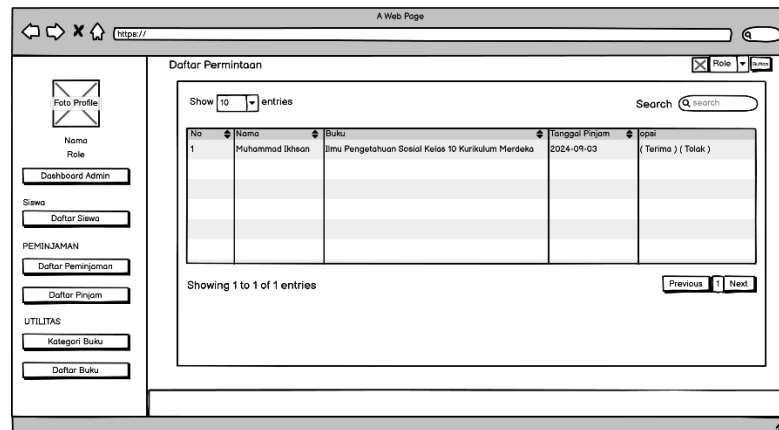 A Web Page
https://
Daftar Permintaan
Role
Button
Foto Profile
Nama
Role
Dashboard Admin
Siswa
Daftar Siswa
PEMINJAMAN
Daftar Peminjaman
Daftar Pinjam
UTILITAS
Kategori Buku
Daftar Buku
Show 10 entries
Search search
No Nama Buku Tanggal Pinjam opsi
1 Muhammad Ikhsan Ilmu Pengetahuan Sosial Kelas 10 Kurikulum Merdeka 2024-09-03 ( Terima ) ( Tolak )
Showing 1 to 1 of 1 entries
Previous 1 Next